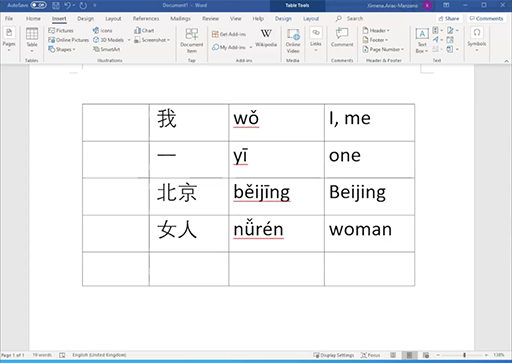 AutoSave Off Document1 - Word Table Tools Ximena Arias-Manzano
File Home Insert Draw Design Layout References Mailings Review View Help Design Layout Share Comments
Pages Table Pictures Online Pictures Shapes Icons 3D Models SmartArt Chart Screenshot Document Item Get Add-ins My Add-ins Wikipedia Online Video Links Comment Header Footer Page Number Text Box Symbols
Tables Illustrations Add-ins Media Comments Header & Footer Text
我 wǒ I, me
一 yī one
北京 běijīng Beijing
女人 nǚrén woman
Page 1 of 1 19 words English (United Kingdom) Display Settings Focus 138%